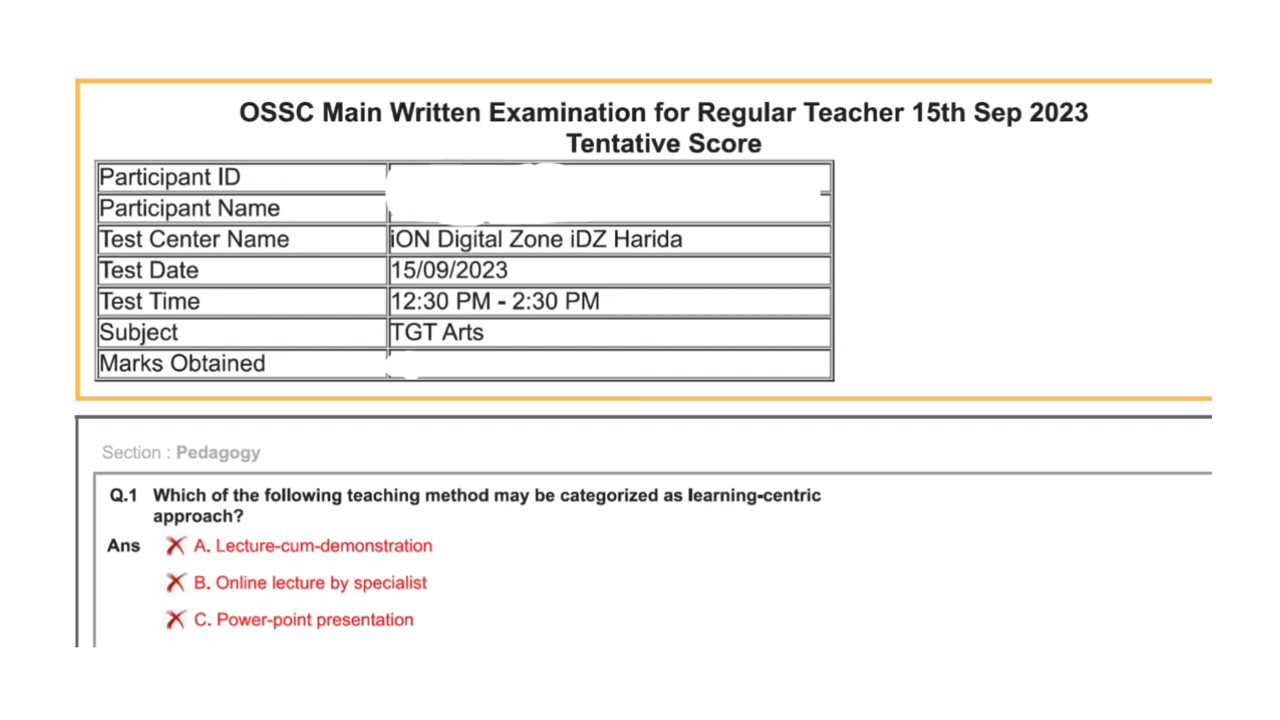 OSSC Main Written Examination for Regular Teacher 15th Sep 2023
Tentative Score
Participant ID
Participant Name
Test Center Name iON Digital Zone iDZ Harida
Test Date 15/09/2023
Test Time 12:30 PM - 2:30 PM
Subject TGT Arts
Marks Obtained
Section : Pedagogy
Q.1 Which of the following teaching method may be categorized as learning-centric
approach?
Ans A. Lecture-cum-demonstration
B. Online lecture by specialist
C. Power-point presentation